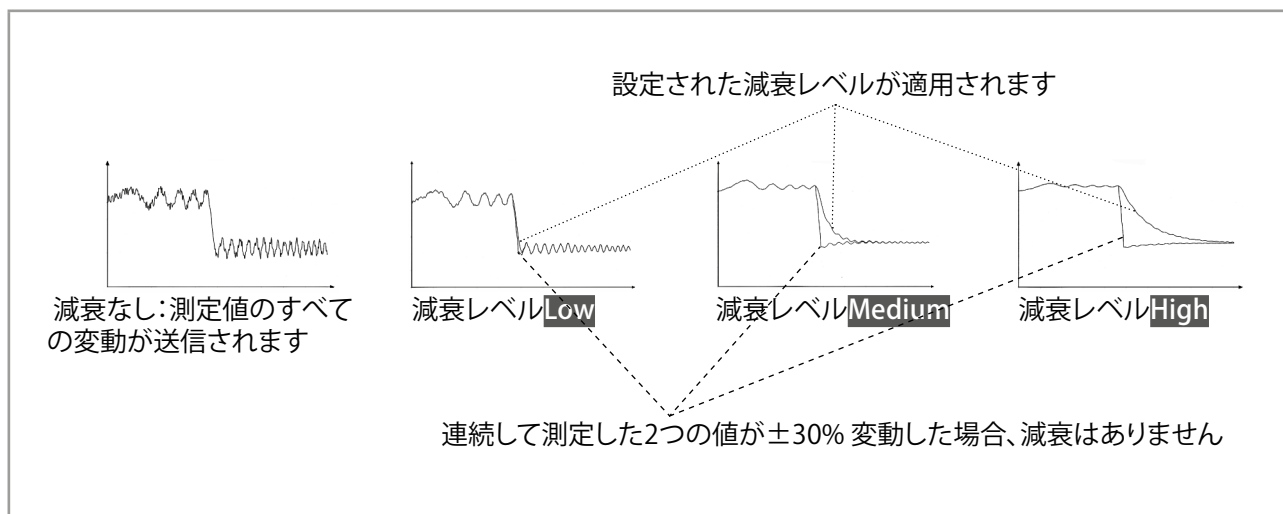 設定された減衰レベルが適用されます
減衰なし：測定値のすべて
の変動が送信されます
減衰レベルLow
減衰レベルMedium
減衰レベルHigh
連続して測定した2つの値が±30% 変動した場合、減衰はありません